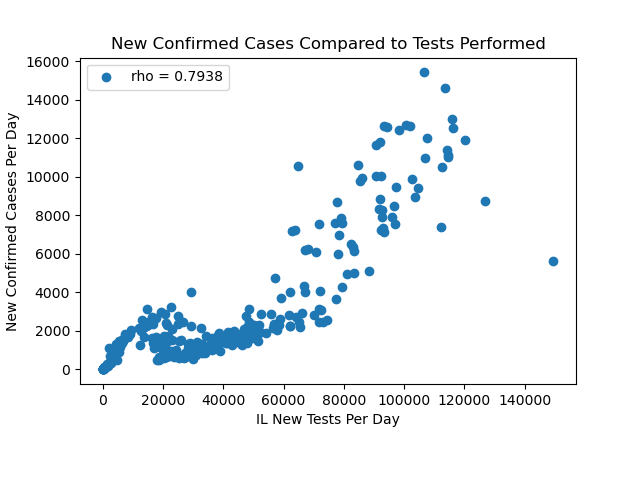 New Confirmed Cases Compared to Tests Performed
rho = 0.7938
16000
14000
12000
10000
8000
6000
4000
2000
0
New Confirmed Caeses Per Day
0 20000 40000 60000 80000 100000 120000 140000
IL New Tests Per Day